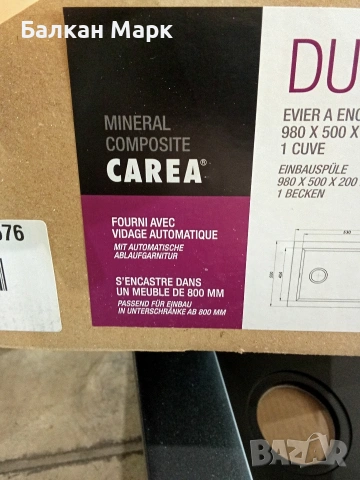 Балкан Марк
DU
MINERAL
COMPOSITE
CAREA®
EVIER A ENC
980 X 500 X
1 CUVE
EINBAUSPÜLE
980 X 500 X 200
1 BECKEN
676
FOURNI AVEC
VIDAGE AUTOMATIQUE
MIT AUTOMATISCHE
ABLAUFGARNITUR
S'ENCASTRE DANS
UN MEUBLE DE 800 MM
PASSEND FÜR EINBAU
IN UNTERSCHRÄNKE AB 800 MM
BAZAR